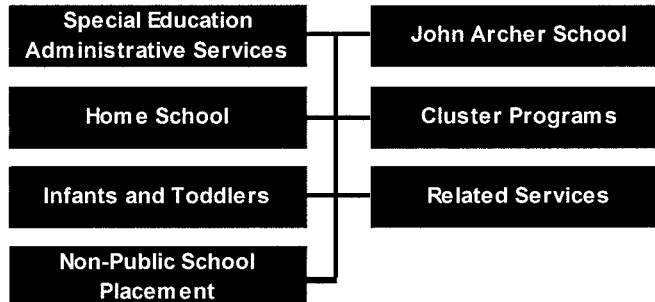 Special Education
Administrative Services
John Archer School
Home School
Cluster Programs
Infants and Toddlers
Related Services
Non-Public School
Placement